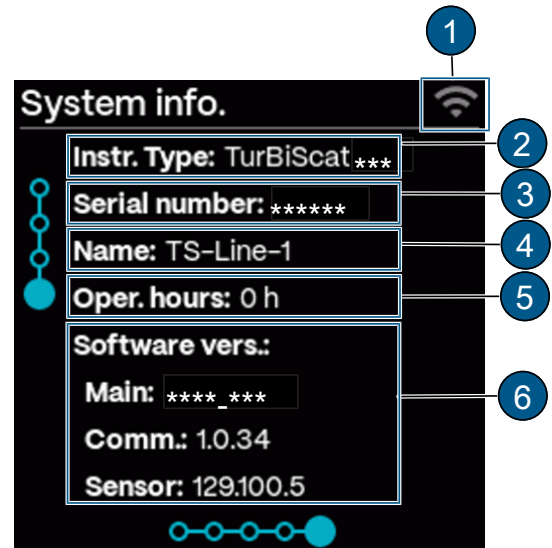 1
System info.
Instr. Type: TurBiScat *** 2
Serial number: ****** 3
Name: TS-Line-1 4
Oper. hours: 0 h 5
Software vers.:
Main: ****_*** 6
Comm.: 1.0.34
Sensor: 129.100.5